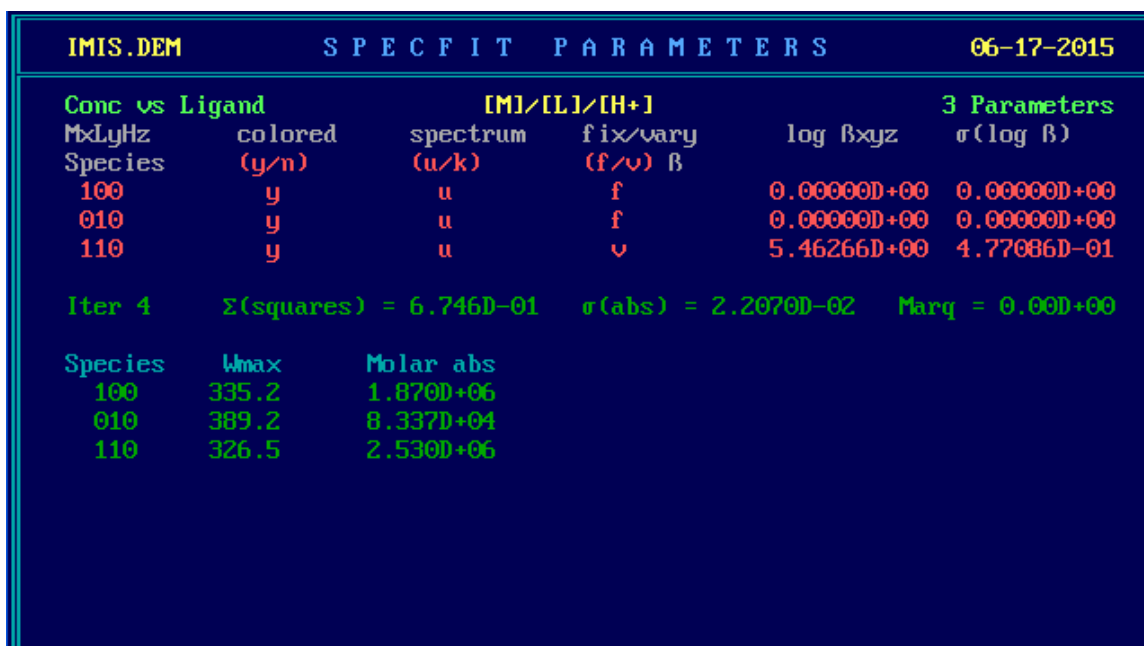 IMIS.DEM S P E C F I T P A R A M E T E R S 06-17-2015
Conc vs Ligand [M]/[L]/[H+] 3 Parameters
MxLyHz colored spectrum fix/vary log ßxyz σ(log ß)
Species (y/n) (u/k) (f/v) ß
100 y u f 0.00000D+00 0.00000D+00
010 y u f 0.00000D+00 0.00000D+00
110 y u v 5.46266D+00 4.77086D-01
Iter 4 Σ(squares) = 6.746D-01 σ(abs) = 2.2070D-02 Marq = 0.00D+00
Species Wmax Molar abs
100 335.2 1.870D+06
010 389.2 8.337D+04
110 326.5 2.530D+06